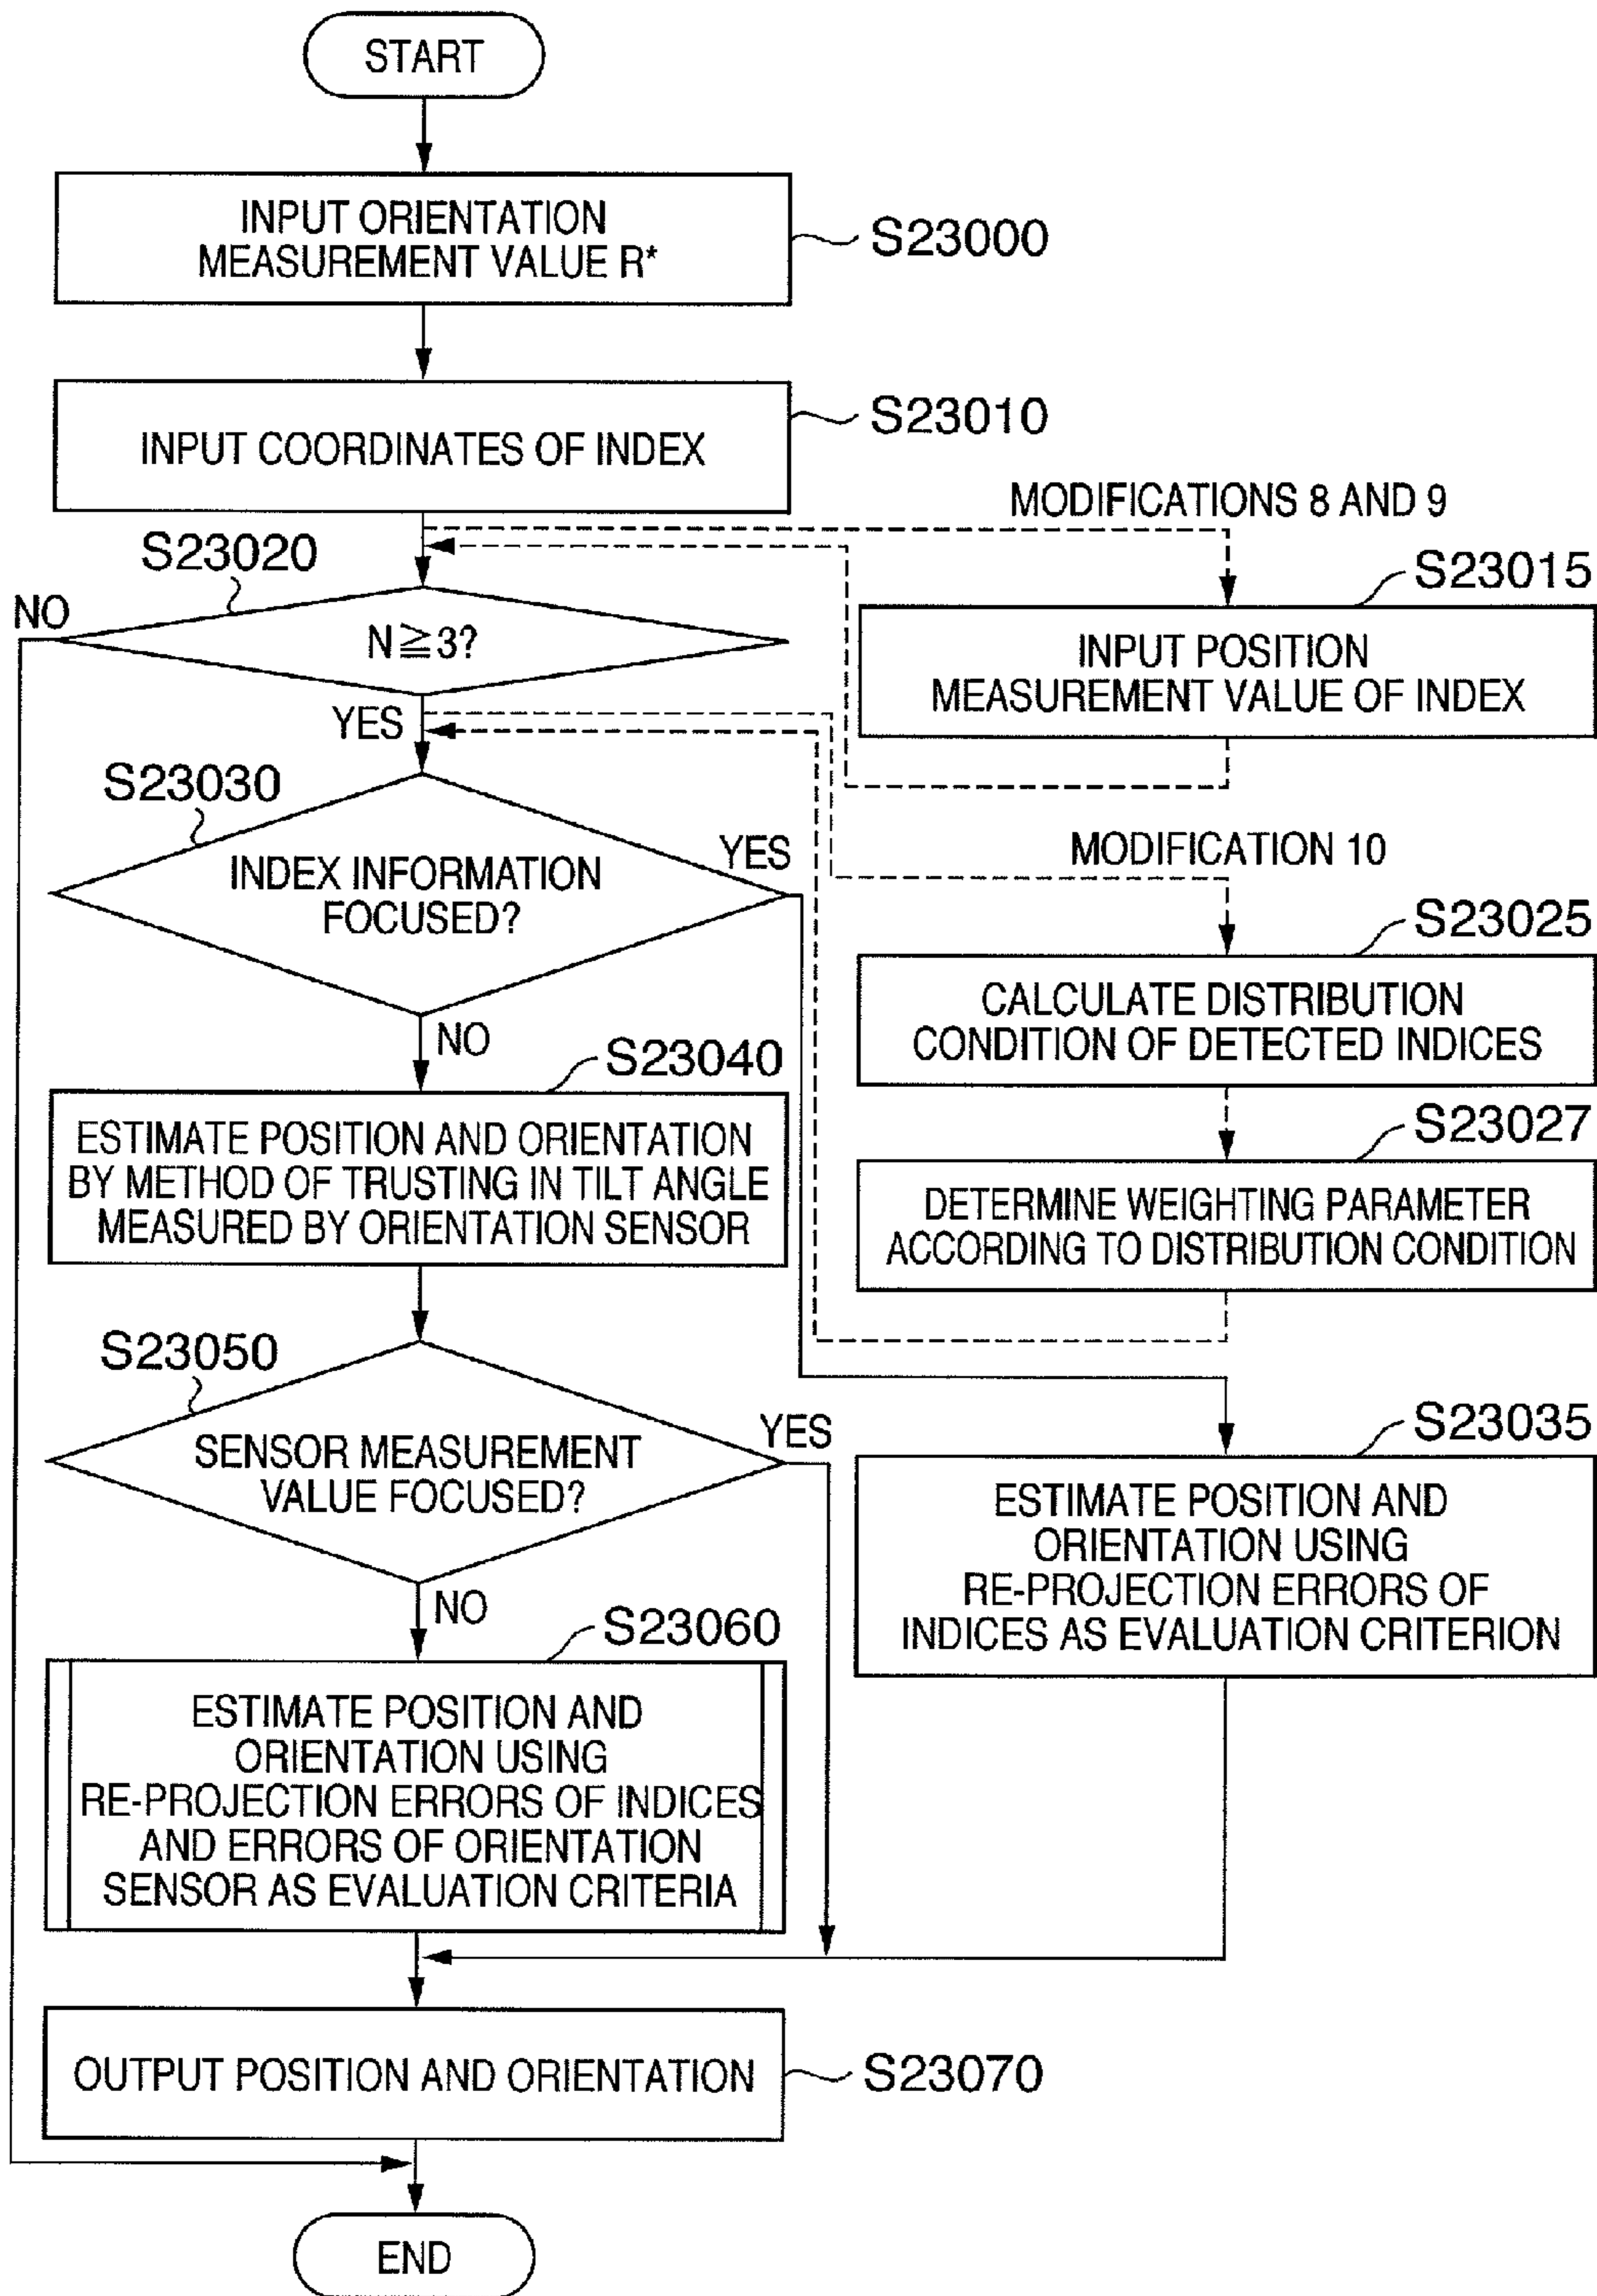 START
INPUT ORIENTATION
MEASUREMENT VALUE R*
S23000
INPUT COORDINATES OF INDEX
S23010
MODIFICATIONS 8 AND 9
S23020
NO
N≧3?
YES
S23015
INPUT POSITION
MEASUREMENT VALUE OF INDEX
S23030
INDEX INFORMATION
FOCUSED?
YES
NO
MODIFICATION 10
S23025
CALCULATE DISTRIBUTION
CONDITION OF DETECTED INDICES
S23027
DETERMINE WEIGHTING PARAMETER
ACCORDING TO DISTRIBUTION CONDITION
S23040
ESTIMATE POSITION AND ORIENTATION
BY METHOD OF TRUSTING IN TILT ANGLE
MEASURED BY ORIENTATION SENSOR
S23050
SENSOR MEASUREMENT
VALUE FOCUSED?
YES
NO
S23035
ESTIMATE POSITION AND
ORIENTATION USING
RE-PROJECTION ERRORS OF
INDICES AS EVALUATION CRITERION
S23060
ESTIMATE POSITION AND
ORIENTATION USING
RE-PROJECTION ERRORS OF INDICES
AND ERRORS OF ORIENTATION
SENSOR AS EVALUATION CRITERIA
OUTPUT POSITION AND ORIENTATION
S23070
END